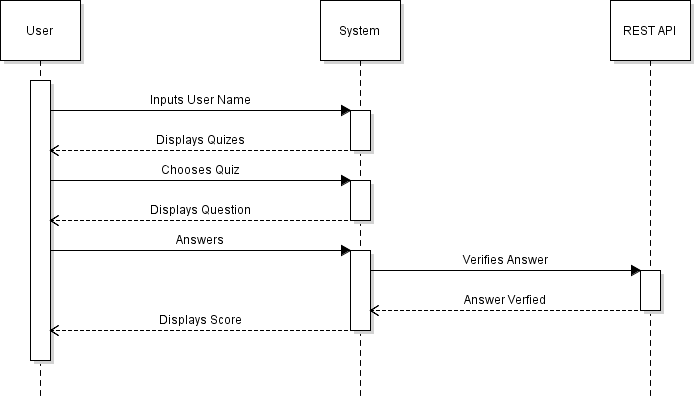 User
System
REST API
Inputs User Name
Displays Quizes
Chooses Quiz
Displays Question
Answers
Verifies Answer
Answer Verfied
Displays Score